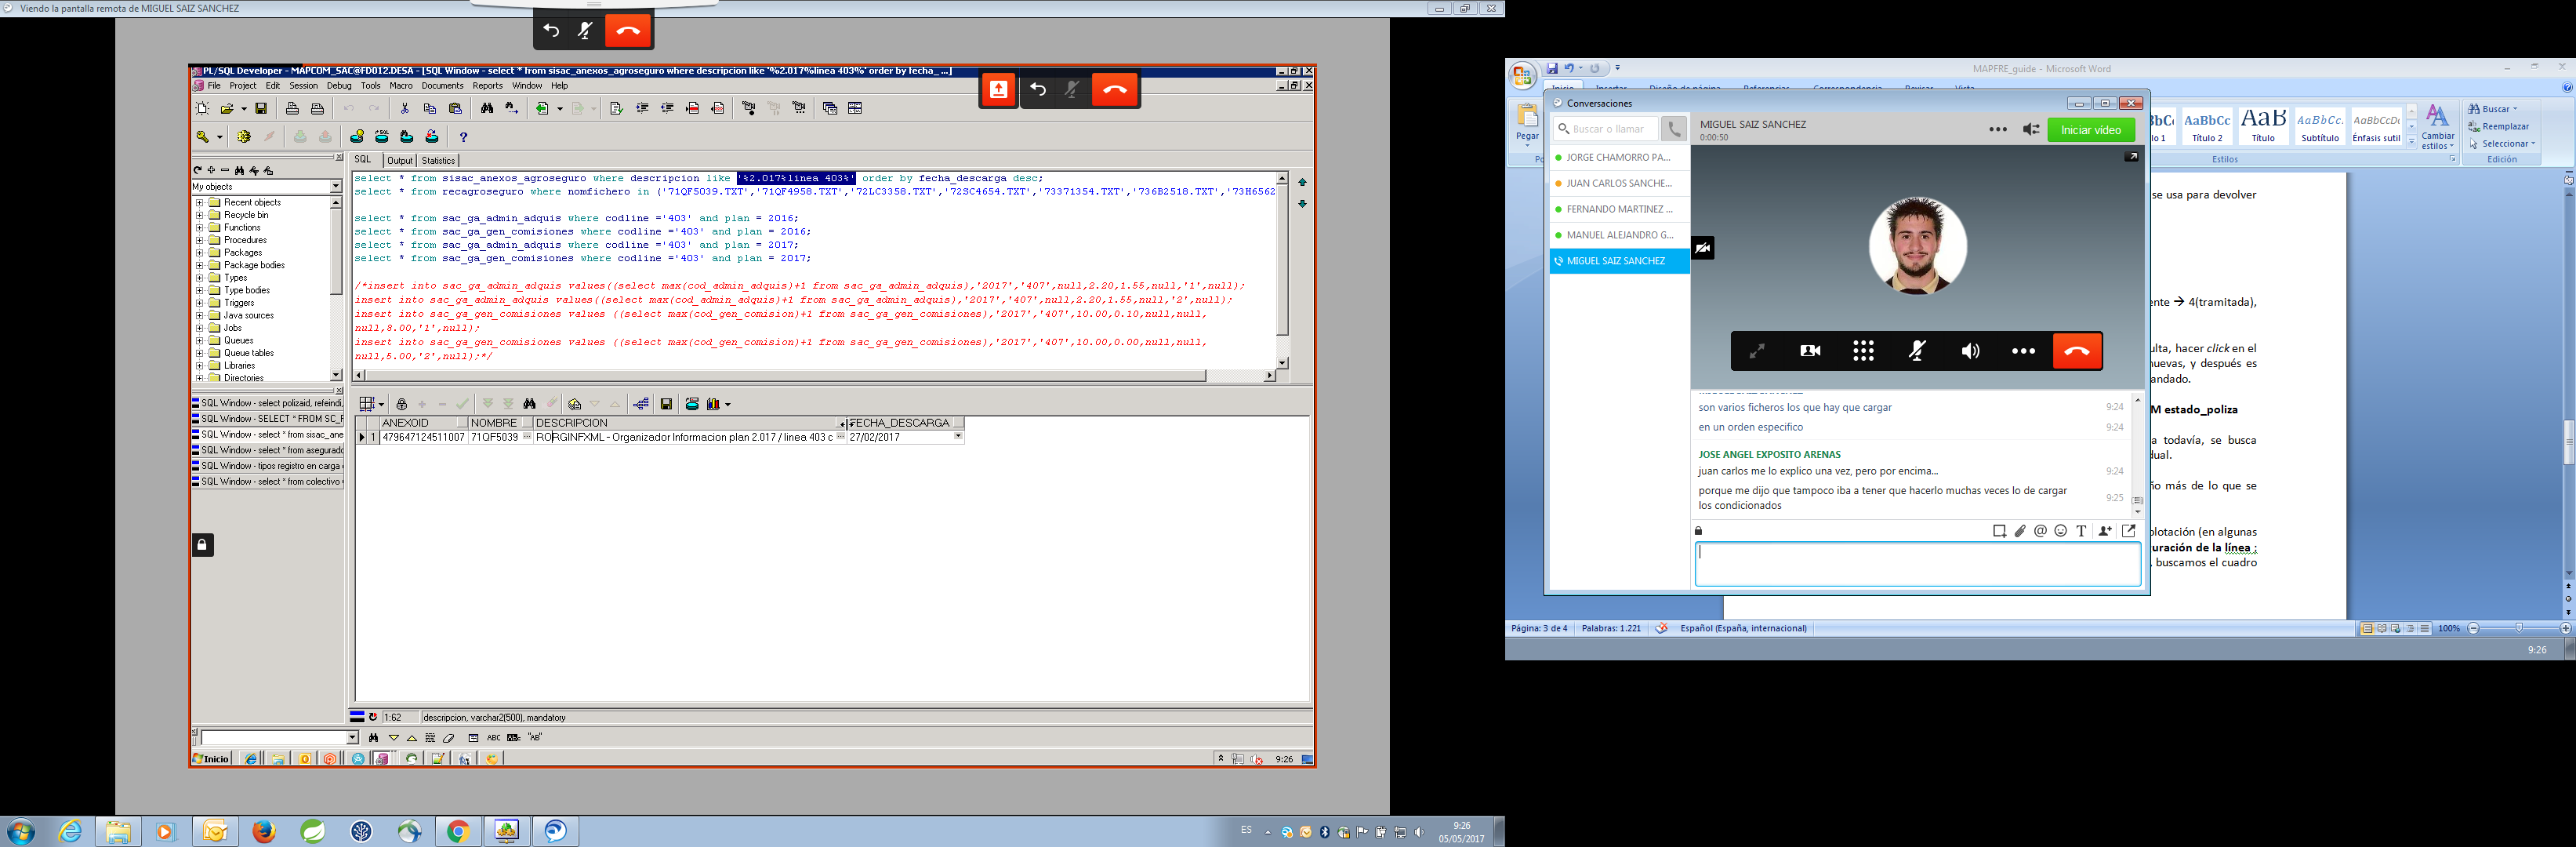 Viendo la pantalla remota de MIGUEL SAIZ SANCHEZ
PL/SQL Developer - MAPCOM_SAC@FD012.DESA - [SQL Window - select * from sisac_anexos_agroseguro where descripcion like '%2.017%linea 403%' order by fecha_ ...]
File Project Edit Session Debug Tools Macro Documents Reports Window Help
My objects
Recent objects
Recycle bin
Functions
Procedures
Packages
Package bodies
Types
Type bodies
Triggers
Java sources
Jobs
Queues
Queue tables
Libraries
Directories
SQL Window - select polizaid, refeindi,
SQL Window - SELECT * FROM SC_F
SQL Window - select * from sisac_ane
SQL Window - select * from asegurado
SQL Window - tipos registro en carga
SQL Window - select * from colectivo
SQL Output Statistics
select * from sisac_anexos_agroseguro where descripcion like '%2.017%linea 403%' order by fecha_descarga desc;
select * from recagroseguro where nomfichero in ('71QF5039.TXT','71QF4958.TXT','72LC3358.TXT','72SC4654.TXT','73371354.TXT','736B2518.TXT','73H6562
select * from sac_ga_admin_adquis where codline ='403' and plan = 2016;
select * from sac_ga_gen_comisiones where codline ='403' and plan = 2016;
select * from sac_ga_admin_adquis where codline ='403' and plan = 2017;
select * from sac_ga_gen_comisiones where codline ='403' and plan = 2017;
/*insert into sac_ga_admin_adquis values((select max(cod_admin_adquis)+1 from sac_ga_admin_adquis),'2017','407',null,2.20,1.55,null,'1',null);
insert into sac_ga_admin_adquis values((select max(cod_admin_adquis)+1 from sac_ga_admin_adquis),'2017','407',null,2.20,1.55,null,'2',null);
insert into sac_ga_gen_comisiones values ((select max(cod_gen_comision)+1 from sac_ga_gen_comisiones),'2017','407',10.00,0.10,null,null,
null,8.00,'1',null);
insert into sac_ga_gen_comisiones values ((select max(cod_gen_comision)+1 from sac_ga_gen_comisiones),'2017','407',10.00,0.00,null,null,
null,5.00,'2',null);*/
ANEXOID NOMBRE DESCRIPCION FECHA_DESCARGA
1 479647124511007 71QF5039 RORGINFXML - Organizador Informacion plan 2.017 / linea 403 c 27/02/2017
1:62 descripcion, varchar2(500), mandatory
ABC "AB"
Inicio 9:26
ES 9:26
05/05/2017
MAPFRE_guide - Microsoft Word
Inicio Insertar Diseño de página Referencias Correspondencia Revisar Vista
Pegar
AaBbCc AaBbCc AaB AaBbCc. AaBbCcDc
lo 1 Título 2 Título Subtítulo Énfasis sutil
Cambiar estilos
Estilos
Buscar
Reemplazar
Seleccionar
Edición
Conversaciones
Buscar o llamar
JORGE CHAMORRO PA...
JUAN CARLOS SANCHE...
FERNANDO MARTINEZ ...
MANUEL ALEJANDRO G...
MIGUEL SAIZ SANCHEZ
MIGUEL SAIZ SANCHEZ
0:00:50
Iniciar vídeo
son varios ficheros los que hay que cargar 9:24
en un orden especifico 9:24
JOSE ANGEL EXPOSITO ARENAS
juan carlos me lo explico una vez, pero por encima... 9:24
porque me dijo que tampoco iba a tener que hacerlo muchas veces lo de cargar 9:25
los condicionados
se usa para devolver
ente → 4(tramitada),
ulta, hacer click en el
nuevas, y después es
andado.
M estado_poliza
a todavía, se busca
dual.
ño más de lo que se
plotación (en algunas
uración de la línea :
, buscamos el cuadro
Página: 3 de 4 Palabras: 1.221 Español (España, internacional) 100%
9:26